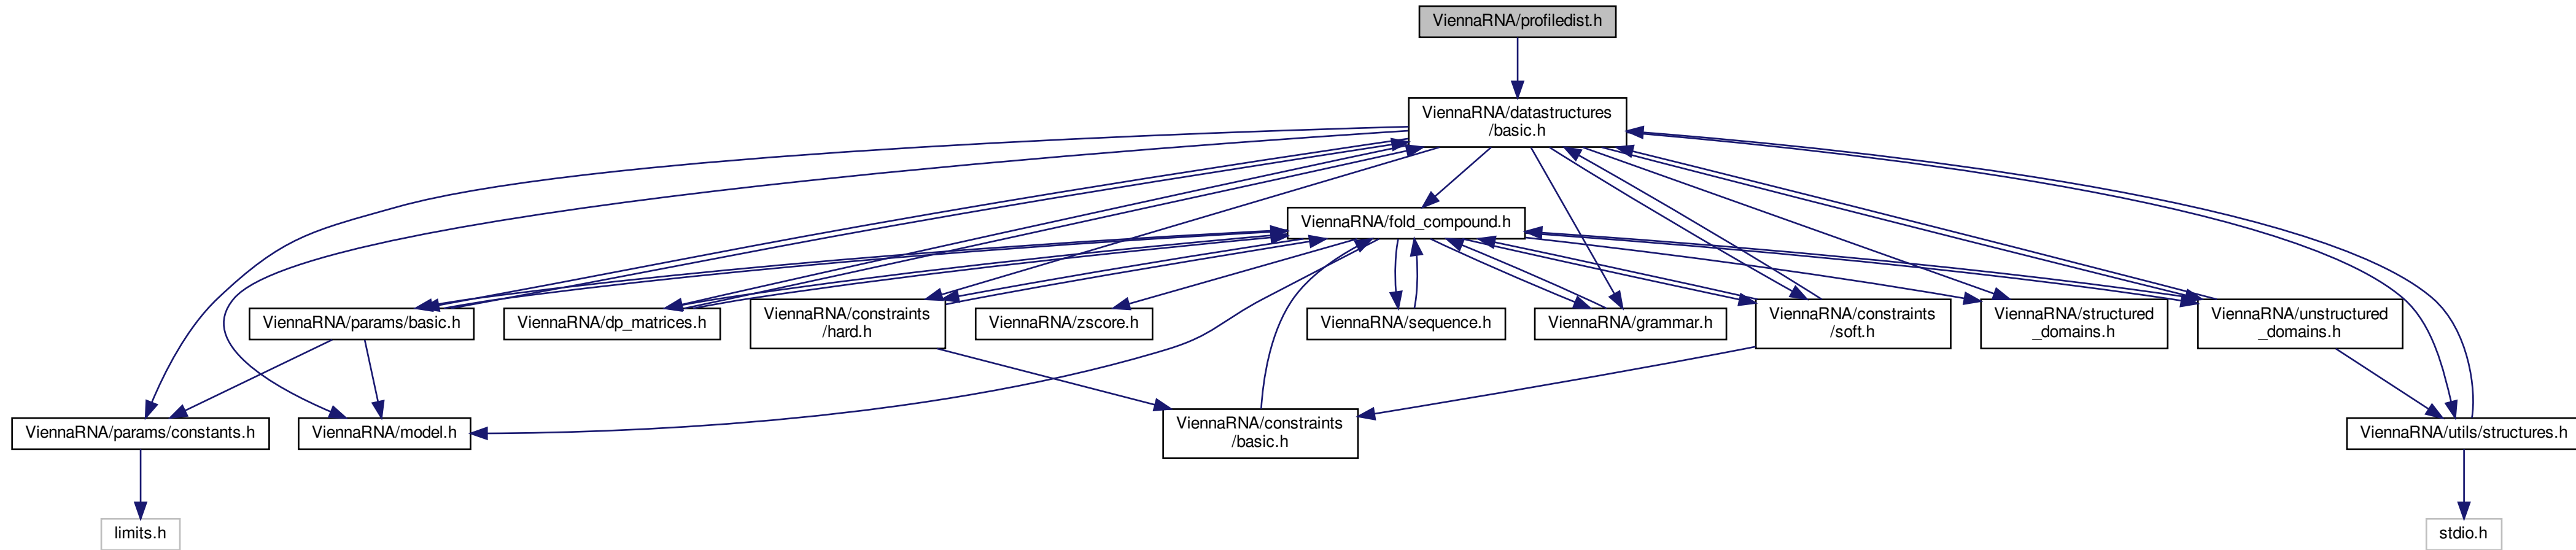 ViennaRNA/profiledist.h
ViennaRNA/datastructures
/basic.h
ViennaRNA/fold_compound.h
ViennaRNA/params/basic.h
ViennaRNA/dp_matrices.h
ViennaRNA/constraints
/hard.h
ViennaRNA/zscore.h
ViennaRNA/sequence.h
ViennaRNA/grammar.h
ViennaRNA/constraints
/soft.h
ViennaRNA/structured
_domains.h
ViennaRNA/unstructured
_domains.h
ViennaRNA/params/constants.h
ViennaRNA/model.h
ViennaRNA/constraints
/basic.h
ViennaRNA/utils/structures.h
limits.h
stdio.h